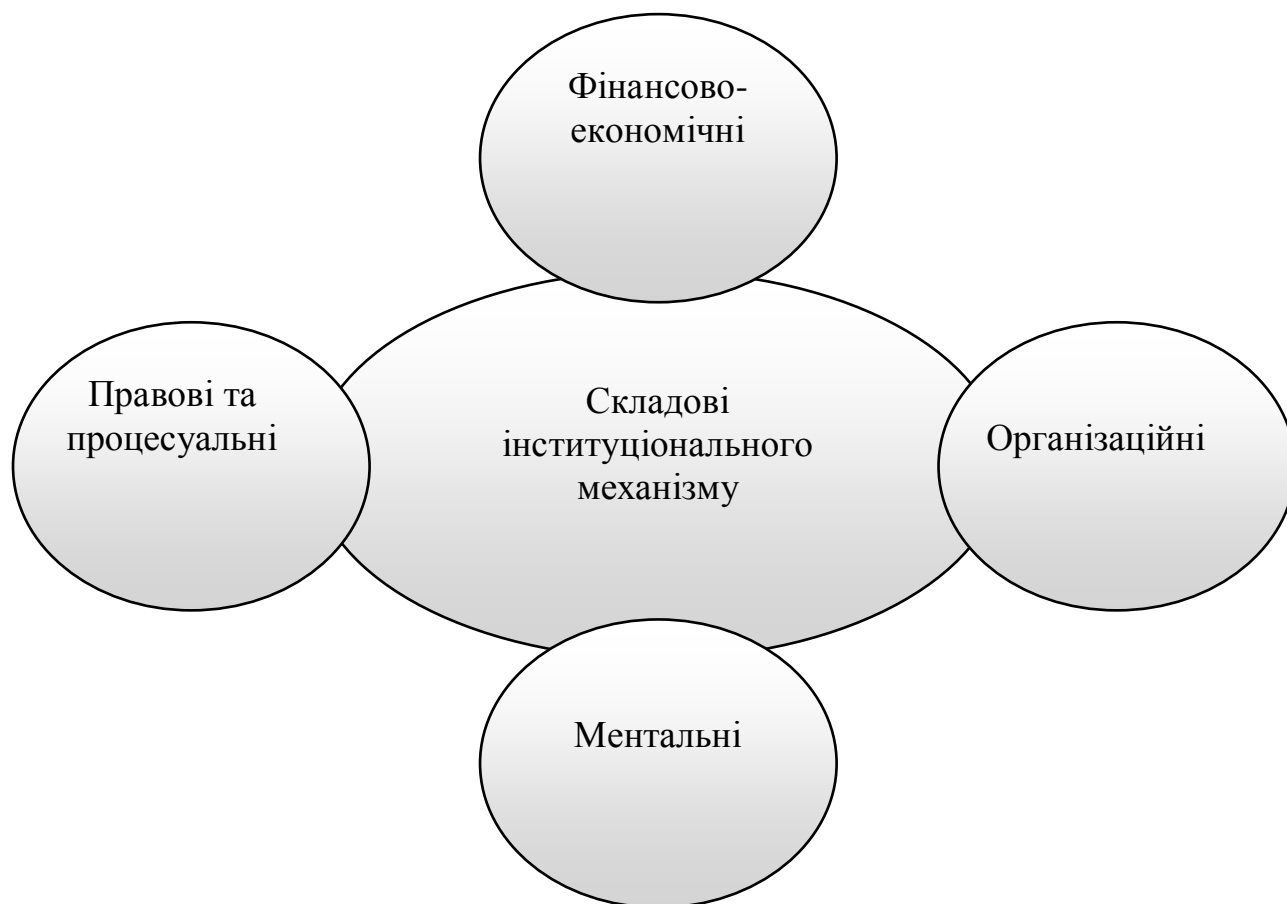 Фінансово-
економічні
Правові та
процесуальні
Складові
інституціонального
механізму
Організаційні
Ментальні